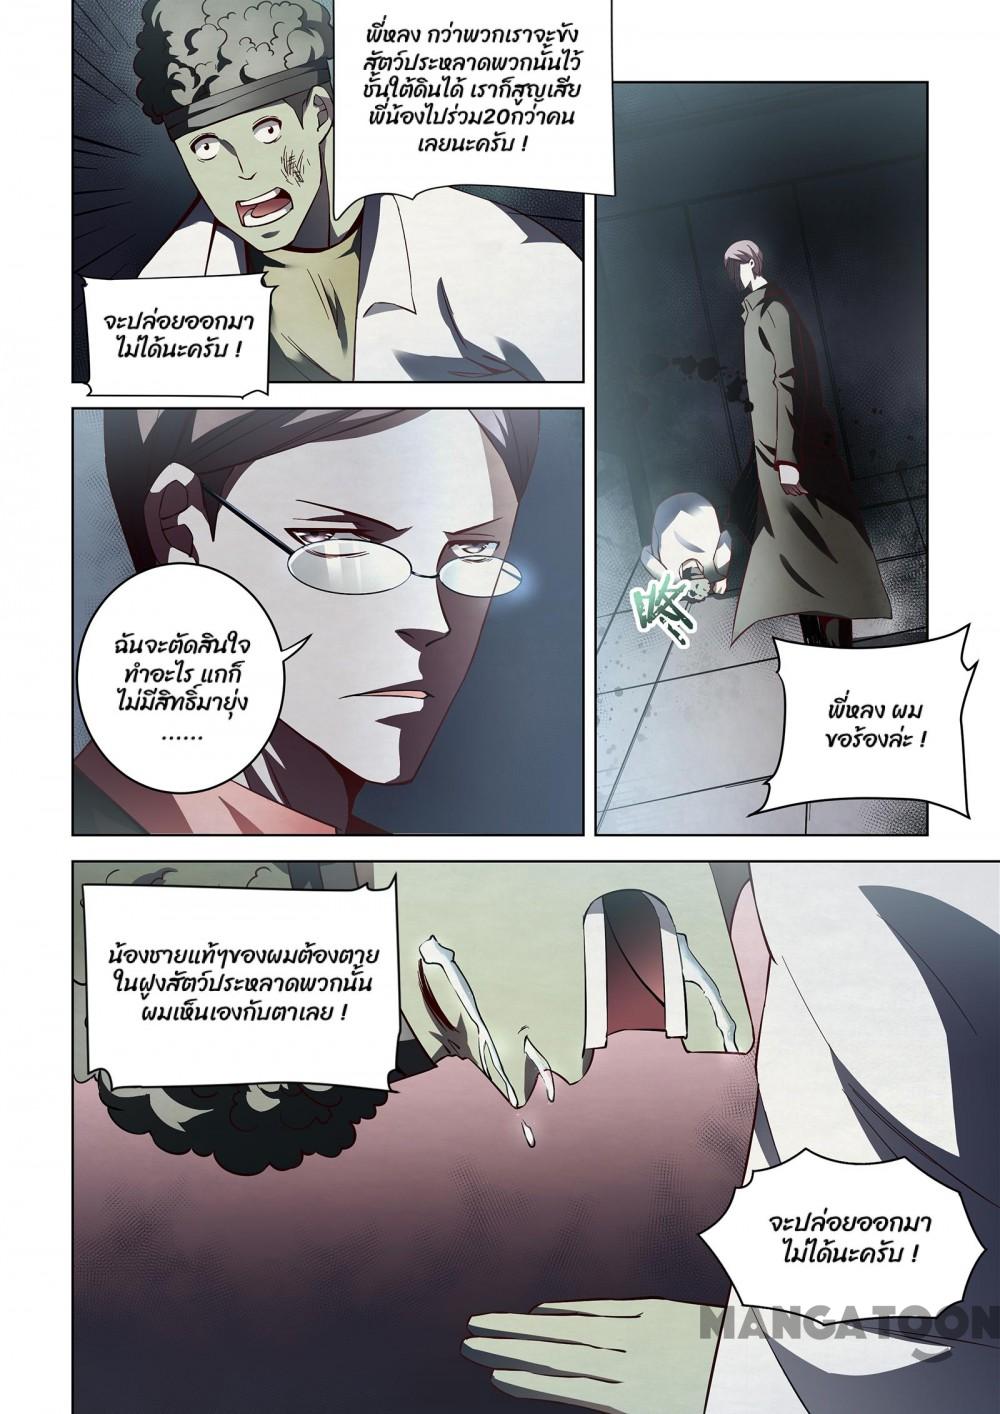 พี่หลง กว่าพวกเราจะขัง
สัตว์ประหลาดพวกนั้นไว้
ชั้นใต้ดินได้ เราก็สูญเสีย
พี่น้องไปร่วม20กว่าคน
เลยนะครับ !
จะปล่อยออกมา
ไม่ได้นะครับ !
咚
พี่หลง ผม
ขอร้องล่ะ !
ฉันจะตัดสินใจ
ทำอะไร แกก็
ไม่มีสิทธิ์มายุ่ง
......
น้องชายแท้ๆของผมต้องตาย
ในฝูงสัตว์ประหลาดพวกนั้น
ผมเห็นเองกับตาเลย !
จะปล่อยออกมา
ไม่ได้นะครับ !
MANGATOON